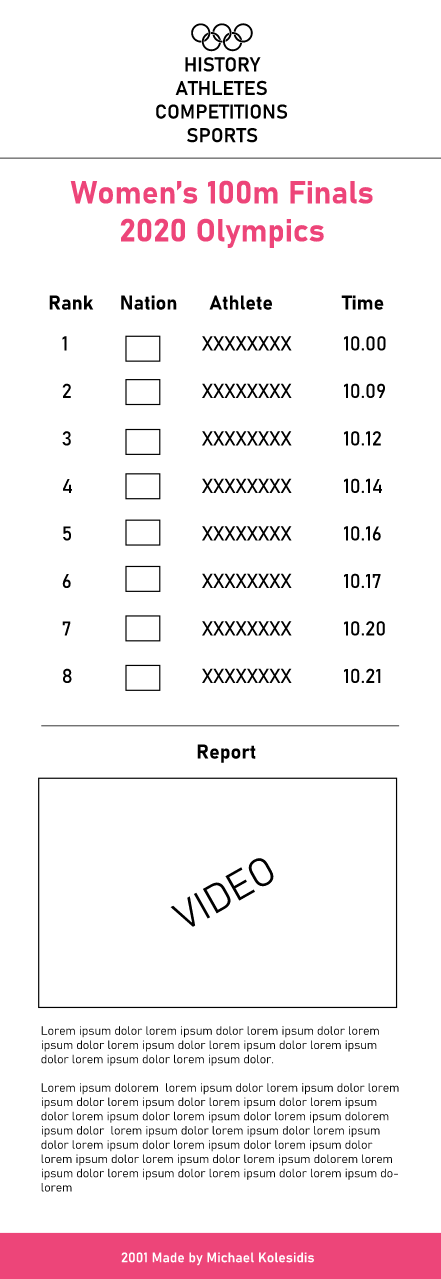 HISTORY
ATHLETES
COMPETITIONS
SPORTS
Women's 100m Finals
2020 Olympics
Rank Nation Athlete Time
1 XXXXXXXX 10.00
2 XXXXXXXX 10.09
3 XXXXXXXX 10.12
4 XXXXXXXX 10.14
5 XXXXXXXX 10.16
6 XXXXXXXX 10.17
7 XXXXXXXX 10.20
8 XXXXXXXX 10.21
Report
VIDEO
Lorem ipsum dolor lorem ipsum dolor lorem ipsum dolor lorem
ipsum dolor lorem ipsum dolor lorem ipsum dolor lorem ipsum
dolor lorem ipsum dolor lorem ipsum dolor.
Lorem ipsum dolorem lorem ipsum dolor lorem ipsum dolor lorem
ipsum dolor lorem ipsum dolor lorem ipsum dolor lorem ipsum
dolor lorem ipsum dolor lorem ipsum dolor lorem ipsum dolorem
ipsum dolor lorem ipsum dolor lorem ipsum dolor lorem ipsum
dolor lorem ipsum dolor lorem ipsum dolor lorem ipsum dolor
lorem ipsum dolor lorem ipsum dolor lorem ipsum dolorem lorem
ipsum dolor lorem ipsum dolor lorem ipsum dolor lorem ipsum do-
lorem
2001 Made by Michael Kolesidis